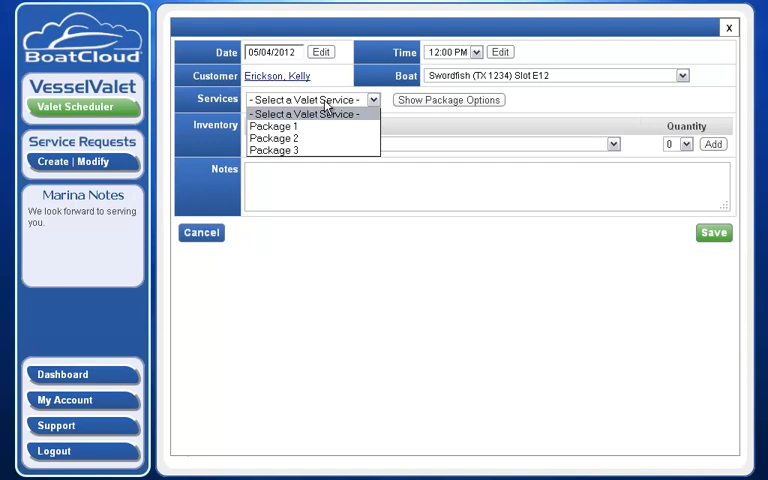 BoatCloud
VesselValet
Valet Scheduler
Service Requests
Create | Modify
Marina Notes
We look forward to serving
you.
Dashboard
My Account
Support
Logout
X
Date 05/04/2012 Edit Time 12:00 PM Edit
Customer Erickson, Kelly Boat Swordfish (TX 1234) Slot E12
Services - Select a Valet Service - Show Package Options
- Select a Valet Service -
Package 1
Package 2
Package 3
Inventory Quantity
0 Add
Notes
Cancel Save